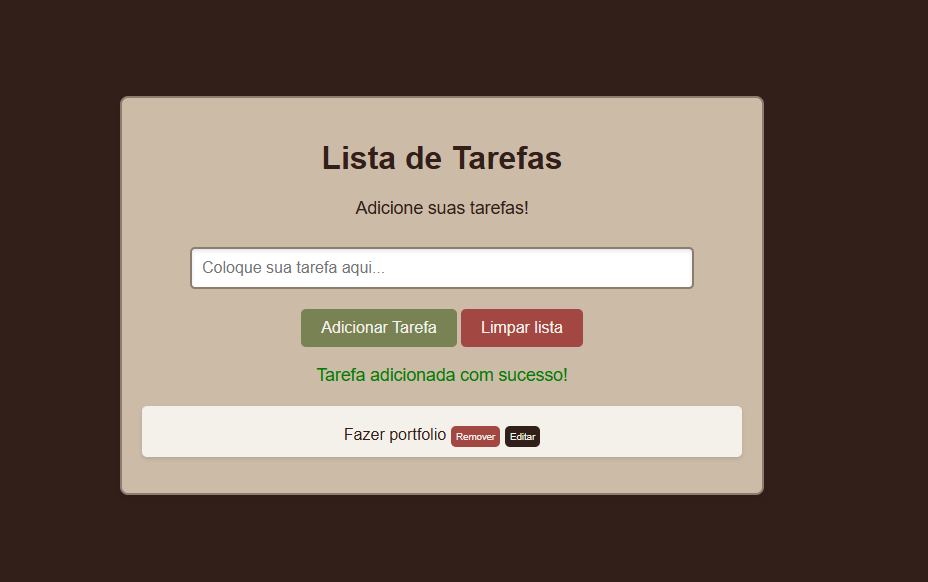 Lista de Tarefas
Adicione suas tarefas!
Coloque sua tarefa aqui...
Adicionar Tarefa Limpar lista
Tarefa adicionada com sucesso!
Fazer portfolio Remover Editar